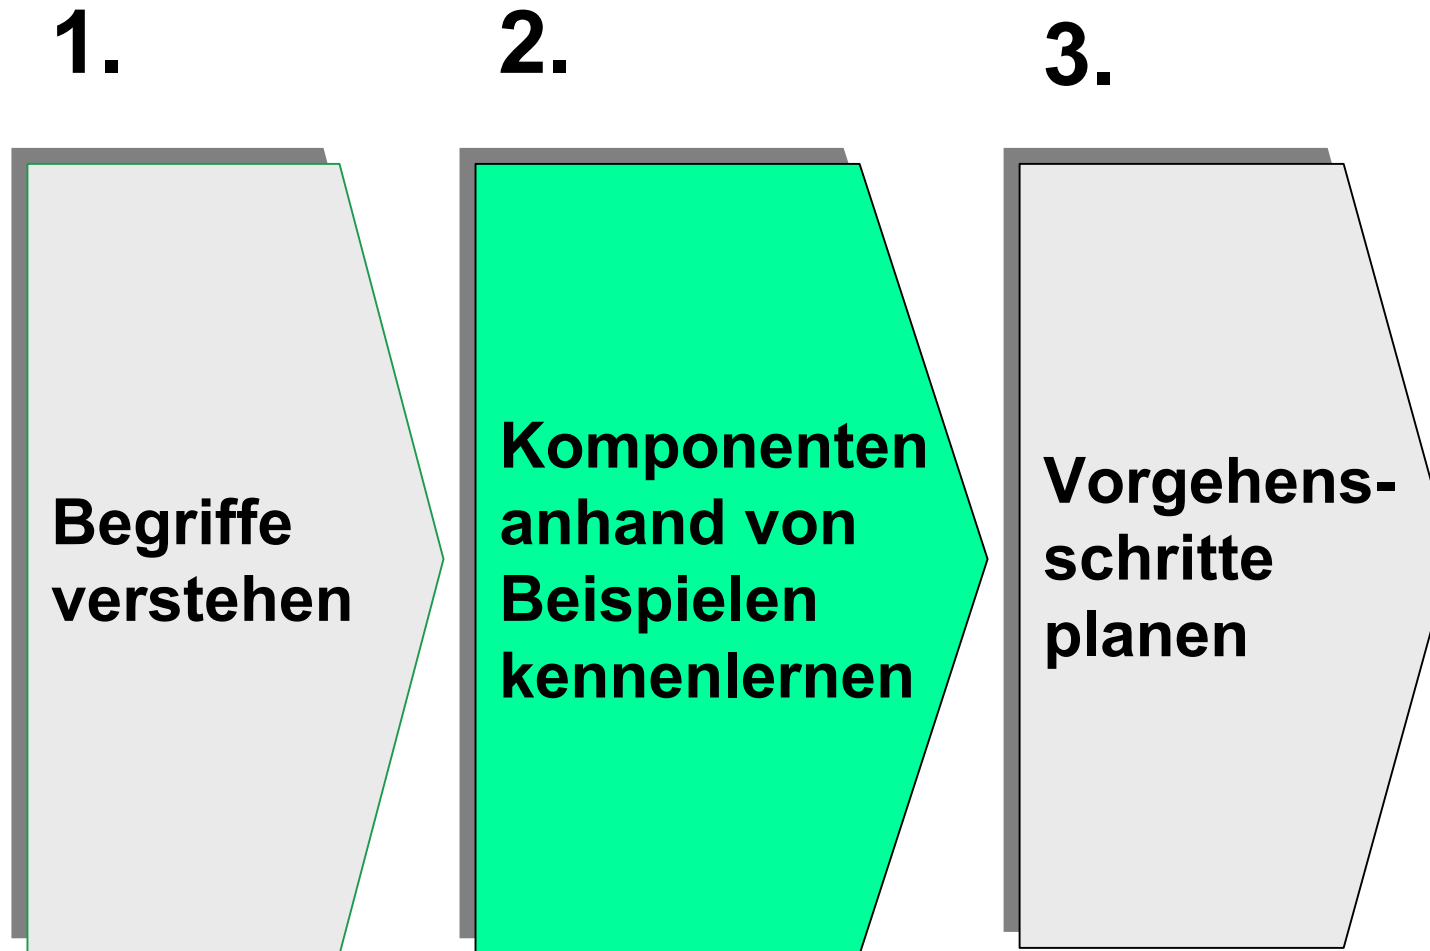 1.
Begriffe
verstehen
2.
Komponenten
anhand von
Beispielen
kennenlernen
3.
Vorgehens-
schritte
planen